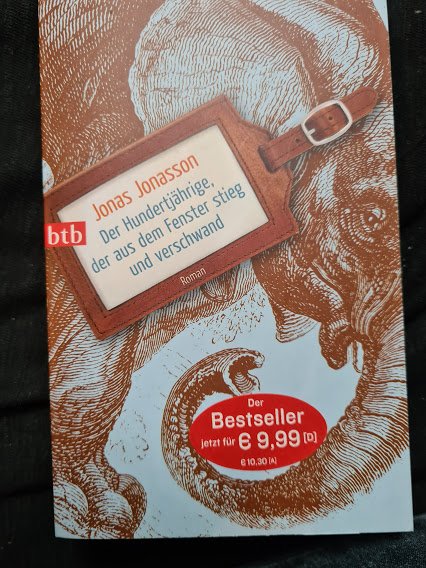 Jonas Jonasson
Der Hundertjährige,
der aus dem Fenster stieg
und verschwand
Roman
btb
Der
Bestseller
jetzt für € 9,99 [D]
€ 10,30 [A]